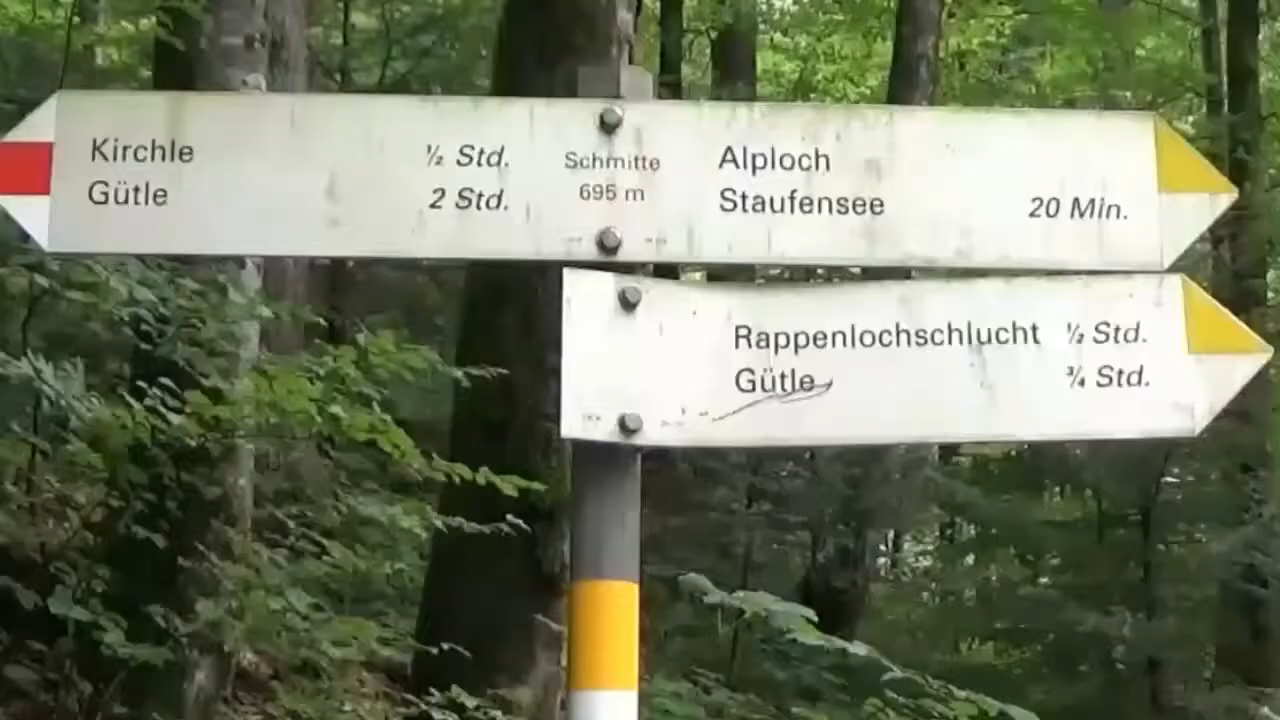 Kirchle ½ Std.
Gütle 2 Std.
Schmitte
695 m
Alploch
Staufensee 20 Min.
Rappenlochschlucht ½ Std.
Gütle ¾ Std.